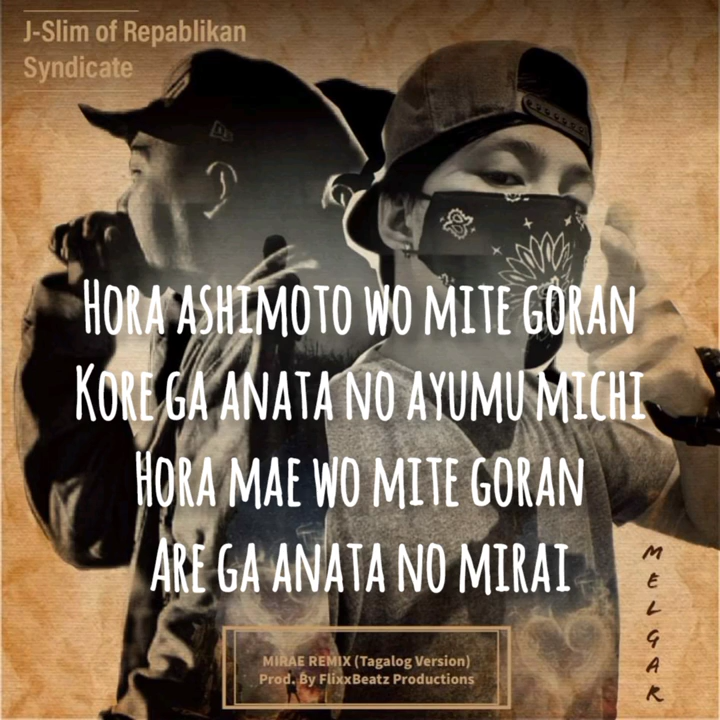 J-Slim of Repablikan
Syndicate
Hora ashimoto wo mite goran
Kore ga anata no ayumu michi
Hora mae wo mite goran
Are ga anata no mirai
MELGAR
MIRAE REMIX (Tagalog Version)
Prod. By FlixxBeatz Productions